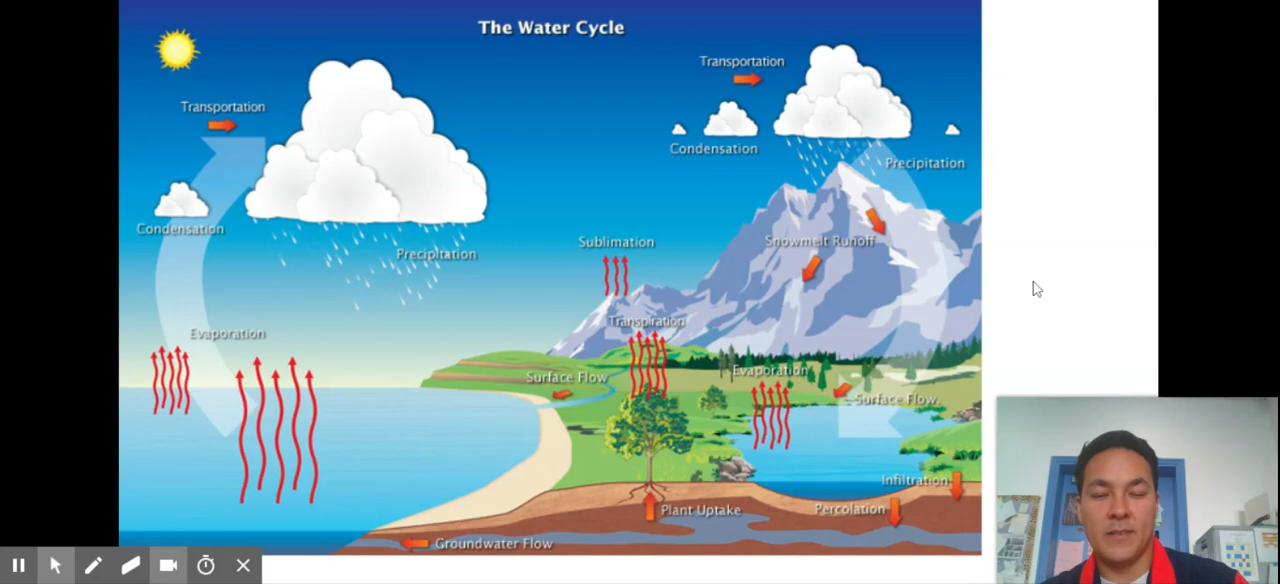 The Water Cycle
Transportation
Transportation
Condensation
Precipitation
Condensation
Precipitation
Sublimation
Snowmelt Runoff
Transpiration
Evaporation
Evaporation
Surface Flow
Surface Flow
Infiltration
Plant Uptake
Percolation
Groundwater Flow